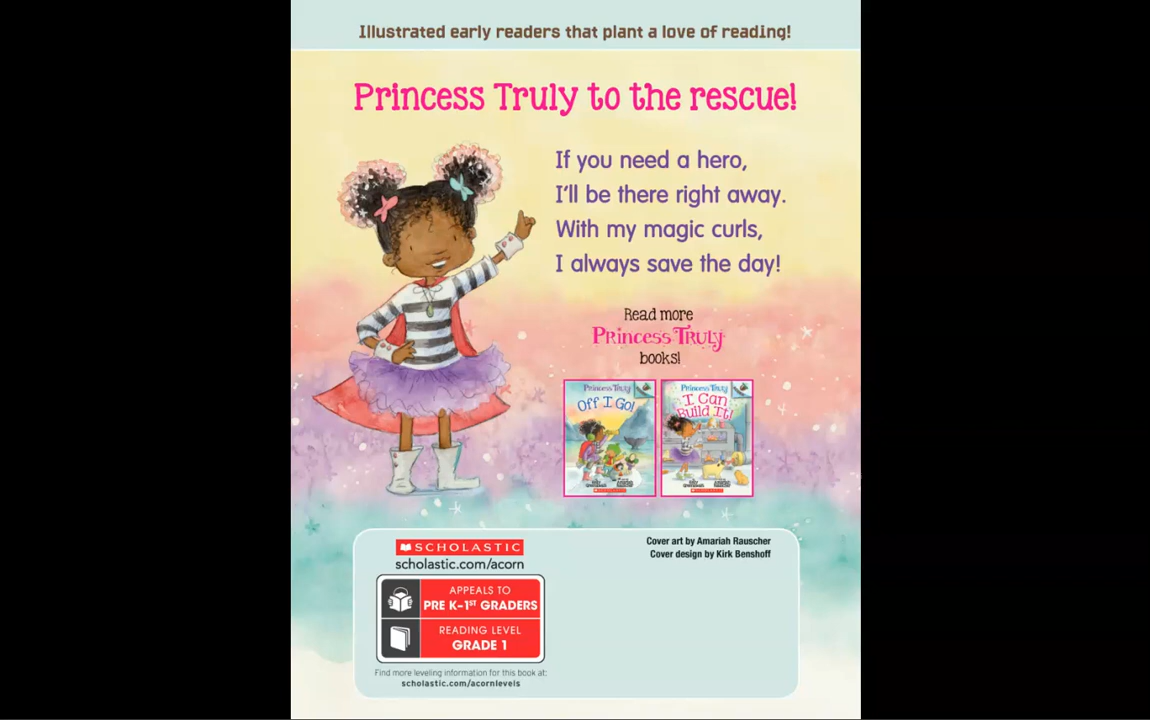 Illustrated early readers that plant a love of reading!
Princess Truly to the rescue!
If you need a hero,
I'll be there right away.
With my magic curls,
I always save the day!
Read more
Princess Truly
books!
Princess Truly
Off I Go!
SCHOLASTIC
Princess Truly
I Can
Build It!
SCHOLASTIC
SCHOLASTIC
scholastic.com/acorn
APPEALS TO
PRE K–1ST GRADERS
READING LEVEL
GRADE 1
Find more leveling information for this book at:
scholastic.com/acornlevels
Cover art by Amariah Rauscher
Cover design by Kirk Benshoff